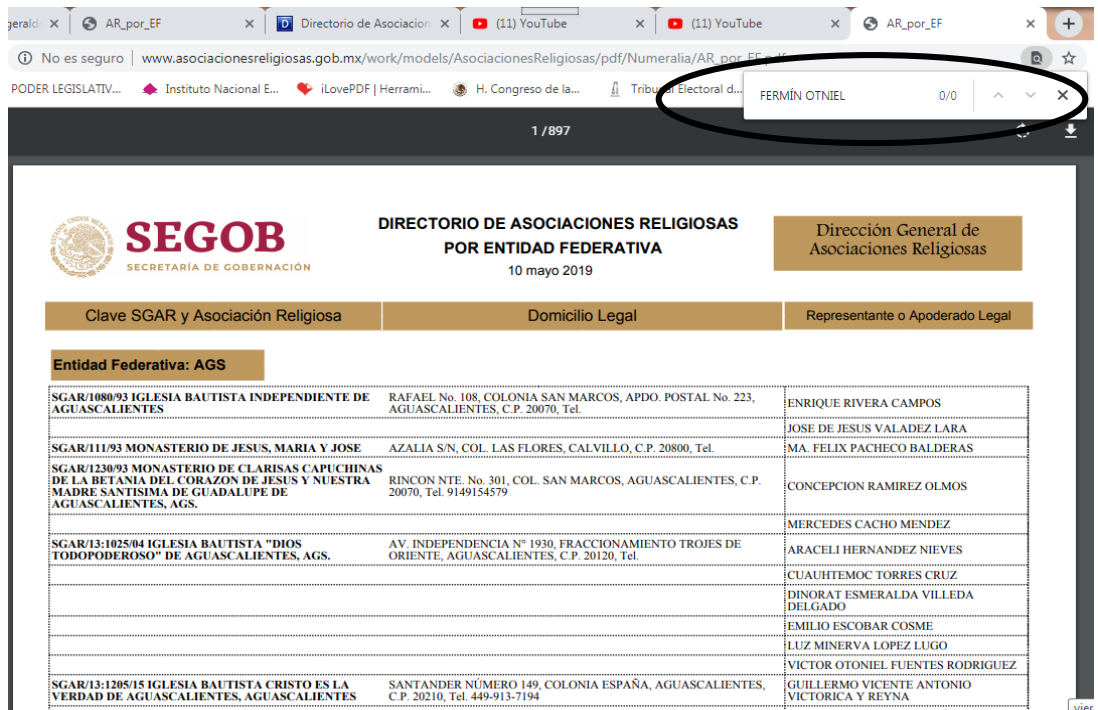 gerald
AR_por_EF
Directorio de Asociacion
(11) YouTube
(11) YouTube
AR_por_EF
No es seguro | www.asociacionesreligiosas.gob.mx/work/models/AsociacionesReligiosas/pdf/Numeralia/AR_por_EF.pdf
PODER LEGISLATIV...
Instituto Nacional E...
iLovePDF | Herrami...
H. Congreso de la...
Tribunal Electoral d...
FERMÍN OTNIEL 0/0
1 / 897
SEGOB
SECRETARÍA DE GOBERNACIÓN
DIRECTORIO DE ASOCIACIONES RELIGIOSAS
POR ENTIDAD FEDERATIVA
10 mayo 2019
Dirección General de
Asociaciones Religiosas
Clave SGAR y Asociación Religiosa
Domicilio Legal
Representante o Apoderado Legal
Entidad Federativa: AGS
SGAR/1080/93 IGLESIA BAUTISTA INDEPENDIENTE DE
AGUASCALIENTES
RAFAEL No. 108, COLONIA SAN MARCOS, APDO. POSTAL No. 223,
AGUASCALIENTES, C.P. 20070, Tel.
ENRIQUE RIVERA CAMPOS
JOSE DE JESUS VALADEZ LARA
SGAR/111/93 MONASTERIO DE JESUS, MARIA Y JOSE
AZALIA S/N, COL. LAS FLORES, CALVILLO, C.P. 20800, Tel.
MA. FELIX PACHECO BALDERAS
SGAR/1230/93 MONASTERIO DE CLARISAS CAPUCHINAS
DE LA BETANIA DEL CORAZON DE JESUS Y NUESTRA
MADRE SANTISIMA DE GUADALUPE DE
AGUASCALIENTES, AGS.
RINCON NTE. No. 301, COL. SAN MARCOS, AGUASCALIENTES, C.P.
20070, Tel. 9149154579
CONCEPCION RAMIREZ OLMOS
MERCEDES CACHO MENDEZ
SGAR/13:1025/04 IGLESIA BAUTISTA "DIOS
TODOPODEROSO" DE AGUASCALIENTES, AGS.
AV. INDEPENDENCIA N° 1930, FRACCIONAMIENTO TROJES DE
ORIENTE, AGUASCALIENTES, C.P. 20120, Tel.
ARACELI HERNANDEZ NIEVES
CUAUHTEMOC TORRES CRUZ
DINORAT ESMERALDA VILLEDA
DELGADO
EMILIO ESCOBAR COSME
LUZ MINERVA LOPEZ LUGO
VICTOR OTONIEL FUENTES RODRIGUEZ
SGAR/13:1205/15 IGLESIA BAUTISTA CRISTO ES LA
VERDAD DE AGUASCALIENTES, AGUASCALIENTES
SANTANDER NÚMERO 149, COLONIA ESPAÑA, AGUASCALIENTES,
C.P. 20210, Tel. 449-913-7194
GUILLERMO VICENTE ANTONIO
VICTORICA Y REYNA
vier